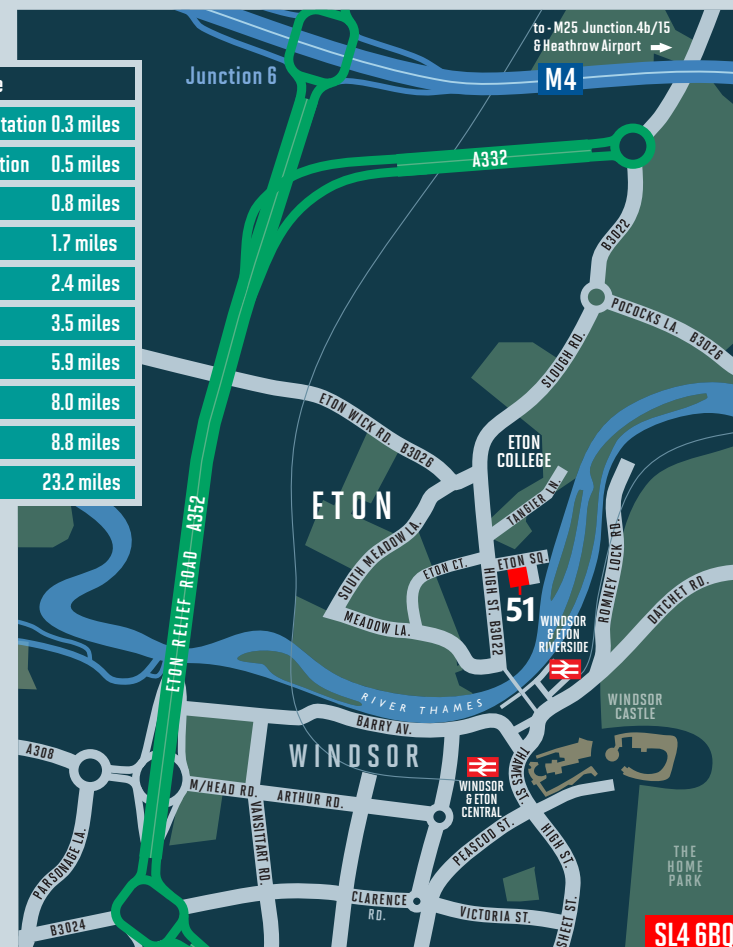 to - M25 Junction.4b/15
& Heathrow Airport
Junction 6
M4
0.3 miles
0.5 miles
0.8 miles
1.7 miles
2.4 miles
3.5 miles
5.9 miles
8.0 miles
8.8 miles
23.2 miles
A332
B3022
POCOCKS LA. B3026
SLOUGH RD.
ETON WICK RD. B3026
ETON
COLLEGE
ETON
TANGIER LN.
A352
ETON RELIEF ROAD
SOUTH MEADOW LA.
ETON CT.
ETON SQ.
51
HIGH ST. B3022
MEADOW LA.
ROMNEY LOCK RD.
DATCHET RD.
WINDSOR
& ETON
RIVERSIDE
RIVER THAMES
WINDSOR
CASTLE
BARRY AV.
WINDSOR
A308
M/HEAD RD.
ARTHUR RD.
WINDSOR
& ETON
CENTRAL
THAMES ST.
VANSITTART RD.
PEASCOD ST.
HIGH ST.
PARSONAGE LA.
THE
HOME
PARK
CLARENCE
RD.
VICTORIA ST.
SHEET ST.
B3024
SL4 6BQ